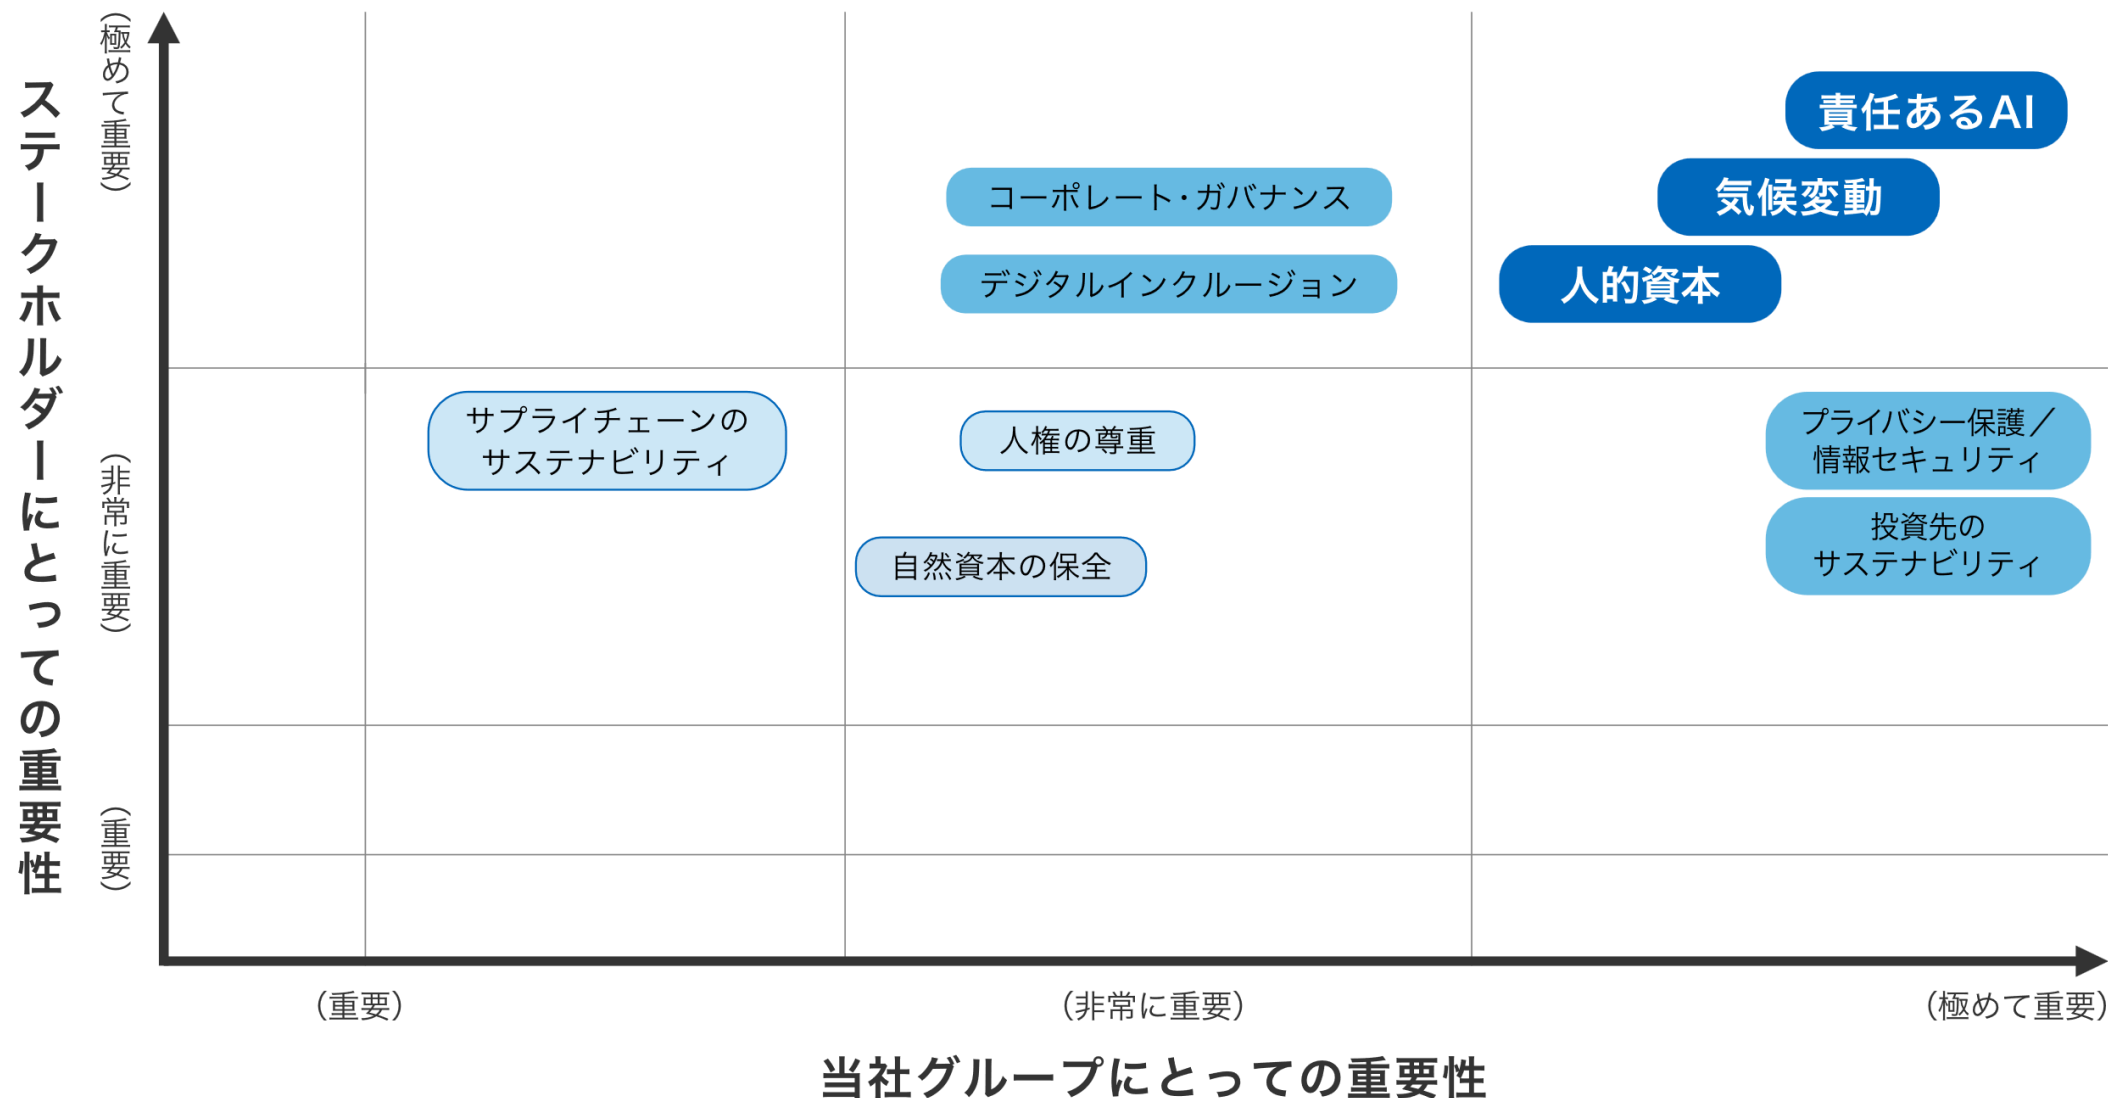 ステークホルダーにとっての重要性
（極めて重要）
（非常に重要）
（重要）
責任あるAI
気候変動
人的資本
コーポレート・ガバナンス
デジタルインクルージョン
サプライチェーンの
サステナビリティ
人権の尊重
自然資本の保全
プライバシー保護／
情報セキュリティ
投資先の
サステナビリティ
（重要）
（非常に重要）
（極めて重要）
当社グループにとっての重要性